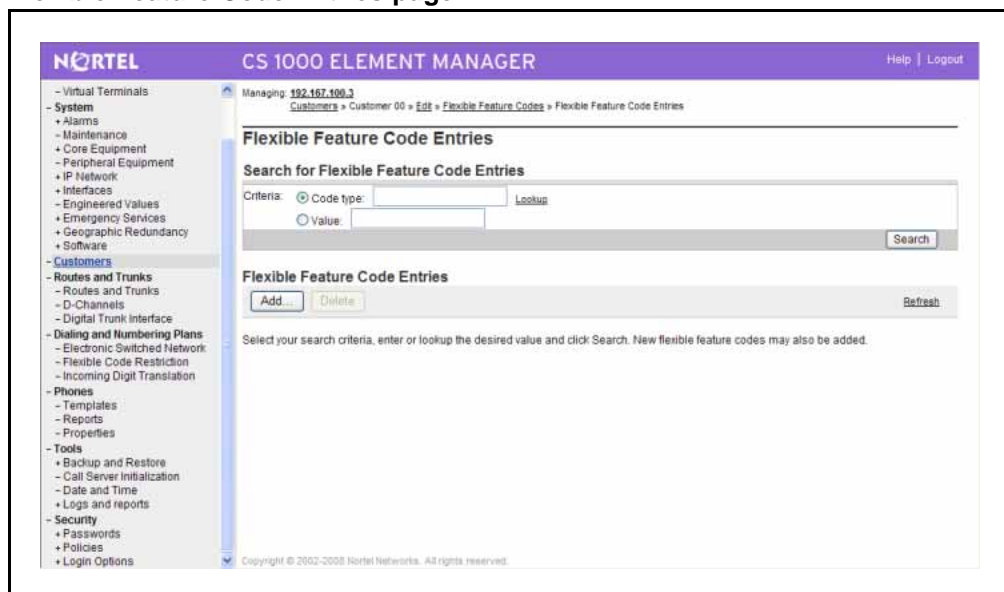 Flexible Feature Code Entries page
NORTEL
CS 1000 ELEMENT MANAGER
Help | Logout
– Virtual Terminals
- System
+ Alarms
– Maintenance
+ Core Equipment
– Peripheral Equipment
+ IP Network
+ Interfaces
– Engineered Values
+ Emergency Services
+ Geographic Redundancy
+ Software
- Customers
- Routes and Trunks
– Routes and Trunks
– D-Channels
– Digital Trunk Interface
- Dialing and Numbering Plans
– Electronic Switched Network
– Flexible Code Restriction
– Incoming Digit Translation
- Phones
– Templates
– Reports
– Properties
- Tools
+ Backup and Restore
– Call Server Initialization
– Date and Time
+ Logs and reports
- Security
+ Passwords
+ Policies
+ Login Options
Managing: 192.167.100.3
Customers » Customer 00 » Edit » Flexible Feature Codes » Flexible Feature Code Entries
Flexible Feature Code Entries
Search for Flexible Feature Code Entries
Criteria: Code type: Lookup
Value:
Search
Flexible Feature Code Entries
Add... Delete Refresh
Select your search criteria, enter or lookup the desired value and click Search. New flexible feature codes may also be added.
Copyright © 2002-2008 Nortel Networks. All rights reserved.